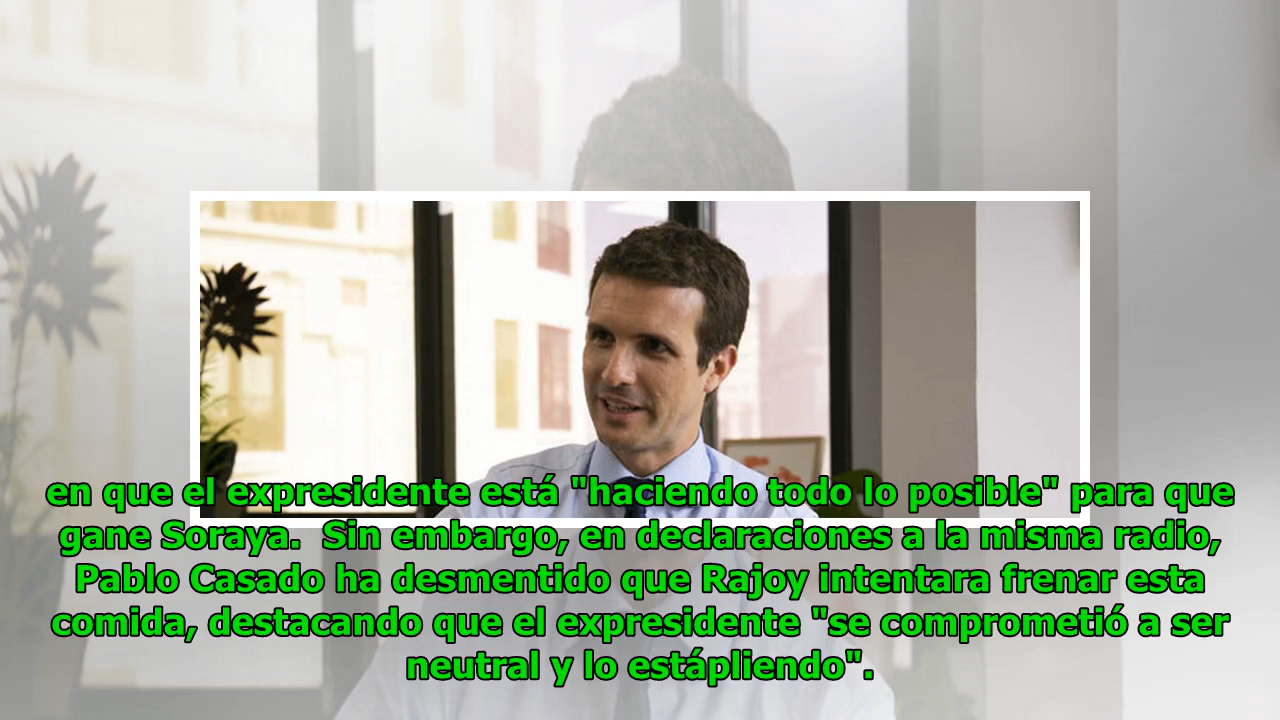 en que el expresidente está "haciendo todo lo posible" para que
gane Soraya.  Sin embargo, en declaraciones a la misma radio,
Pablo Casado ha desmentido que Rajoy intentara frenar esta
comida, destacando que el expresidente "se comprometió a ser
neutral y lo estápliendo".